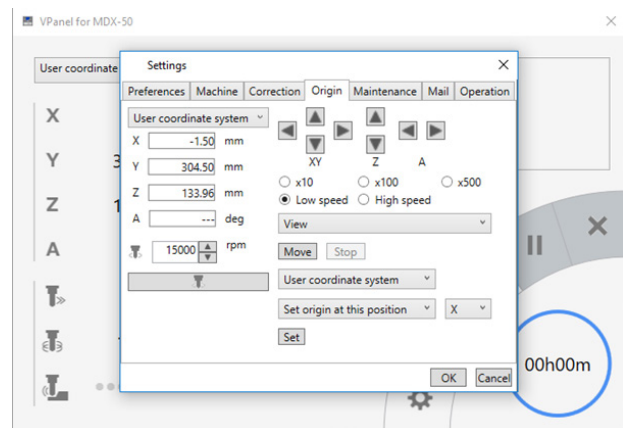 VPanel for MDX-50
User coordinate
Settings
Preferences Machine Correction Origin Maintenance Mail Operation
User coordinate system
X -1.50 mm
Y 304.50 mm
Z 133.96 mm
A --- deg
15000 rpm
XY Z A
x10 x100 x500
Low speed High speed
View
Move Stop
User coordinate system
Set origin at this position X
Set
OK Cancel
X
Y 3
Z 1
A
00h00m